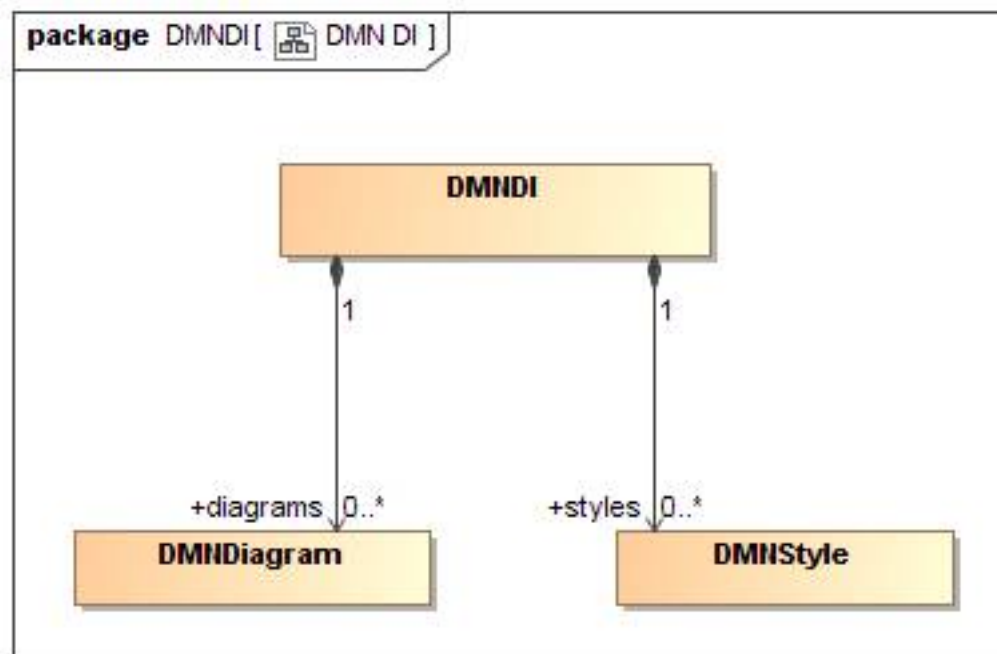 package DMNDI[ DMN DI ]
DMNDI
1 1
+diagrams 0..* +styles 0..*
DMNDiagram DMNStyle